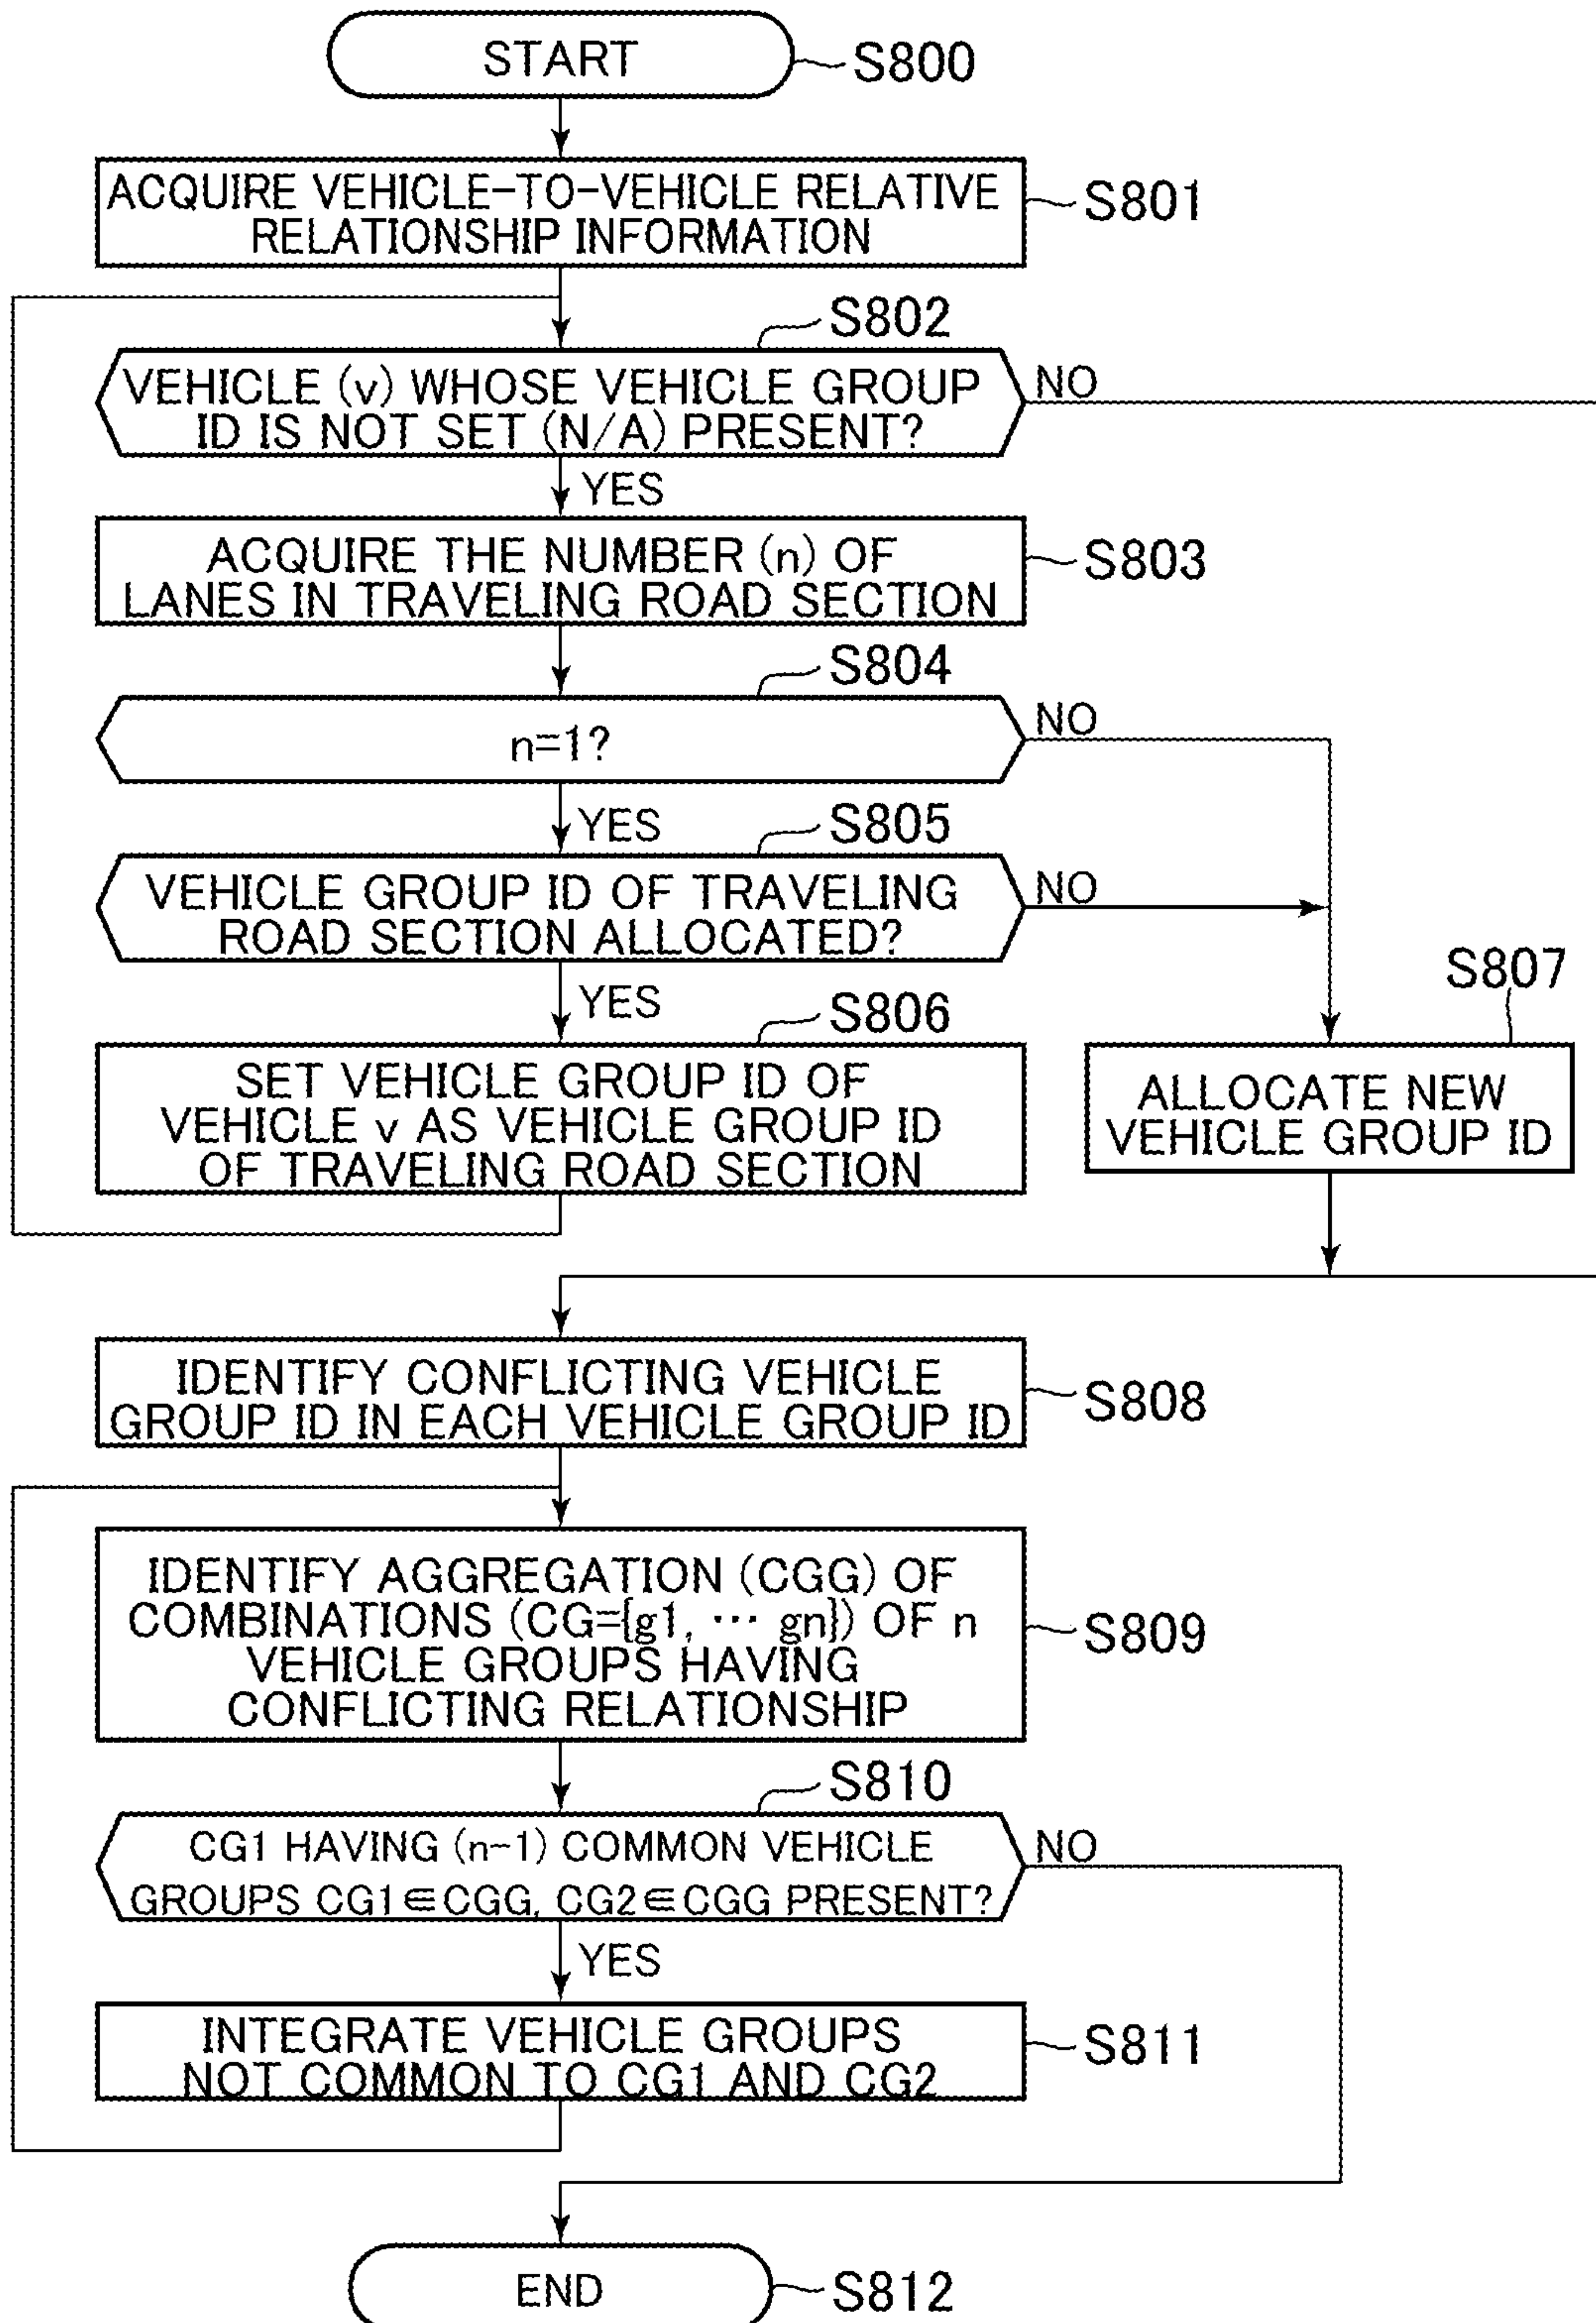 START
S800
ACQUIRE VEHICLE-TO-VEHICLE RELATIVE
RELATIONSHIP INFORMATION
S801
S802
VEHICLE (v) WHOSE VEHICLE GROUP
ID IS NOT SET (N/A) PRESENT?
NO
YES
ACQUIRE THE NUMBER (n) OF
LANES IN TRAVELING ROAD SECTION
S803
S804
n=1?
NO
YES
S805
VEHICLE GROUP ID OF TRAVELING
ROAD SECTION ALLOCATED?
NO
YES
S806
SET VEHICLE GROUP ID OF
VEHICLE v AS VEHICLE GROUP ID
OF TRAVELING ROAD SECTION
S807
ALLOCATE NEW
VEHICLE GROUP ID
IDENTIFY CONFLICTING VEHICLE
GROUP ID IN EACH VEHICLE GROUP ID
S808
IDENTIFY AGGREGATION (CGG) OF
COMBINATIONS (CG={g1, ··· gn}) OF n
VEHICLE GROUPS HAVING
CONFLICTING RELATIONSHIP
S809
S810
CG1 HAVING (n-1) COMMON VEHICLE
GROUPS CG1∈CGG, CG2∈CGG PRESENT?
NO
YES
INTEGRATE VEHICLE GROUPS
NOT COMMON TO CG1 AND CG2
S811
END
S812